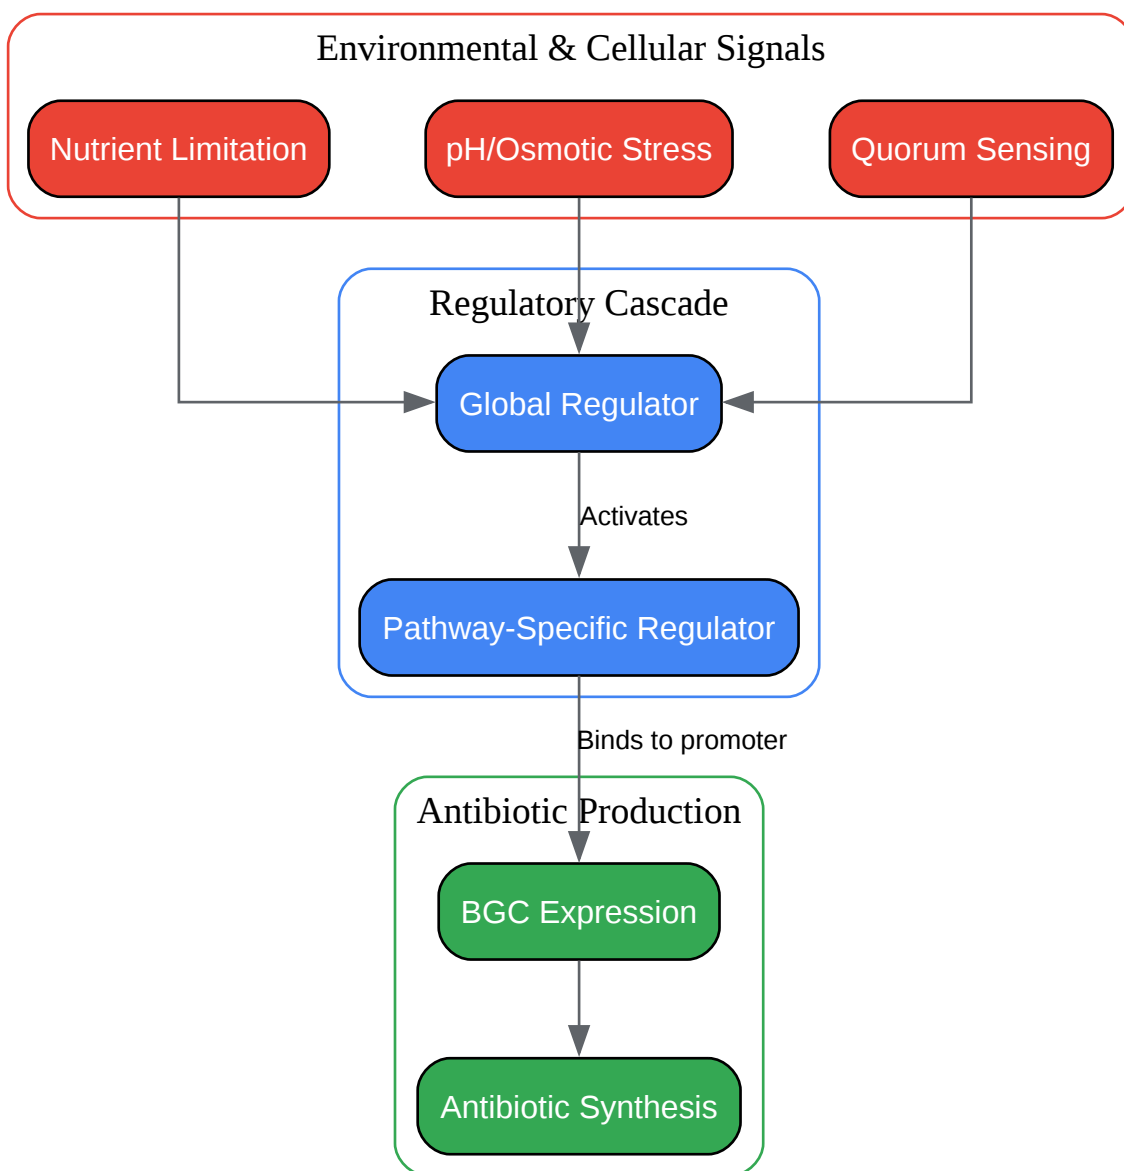 Environmental & Cellular Signals
Nutrient Limitation
pH/Osmotic Stress
Quorum Sensing
Regulatory Cascade
Global Regulator
Activates
Pathway-Specific Regulator
Binds to promoter
Antibiotic Production
BGC Expression
Antibiotic Synthesis